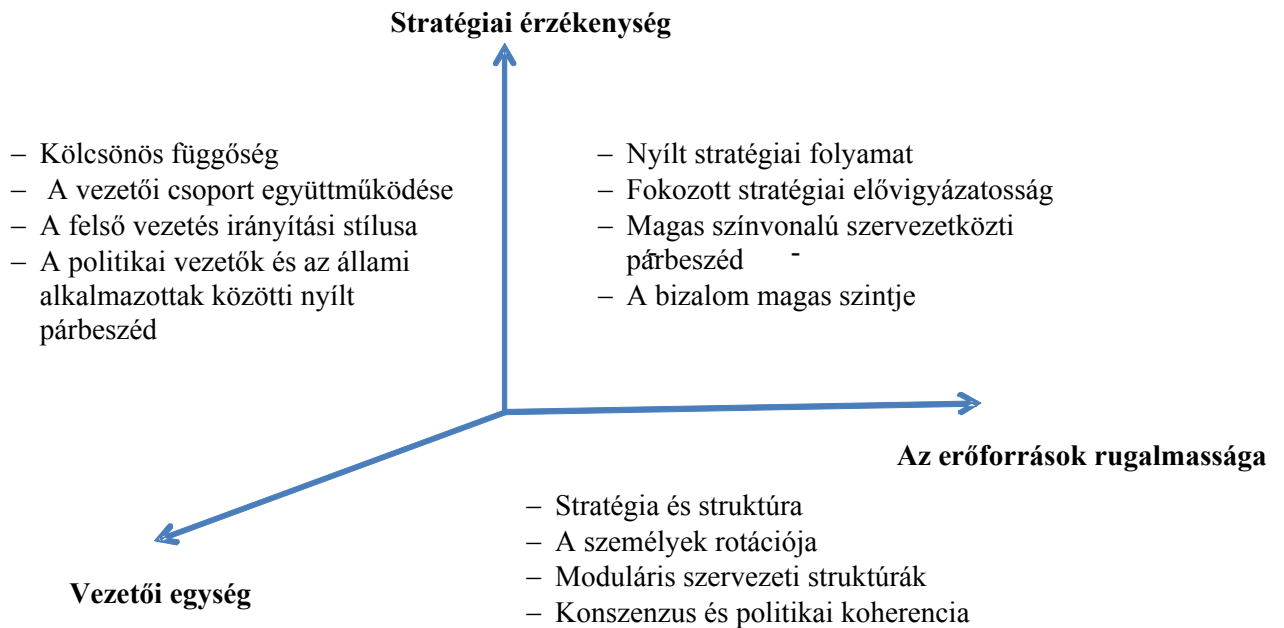 Stratégiai érzékenység
– Kölcsönös függőség
– A vezetői csoport együttműködése
– A felső vezetés irányítási stílusa
– A politikai vezetők és az állami
alkalmazottak közötti nyílt
párbeszéd
– Nyílt stratégiai folyamat
– Fokozott stratégiai elővigyázatosság
– Magas színvonalú szervezetközti
párbeszéd -
– A bizalom magas szintje
Az erőforrások rugalmassága
– Stratégia és struktúra
– A személyek rotációja
– Moduláris szervezeti struktúrák
– Konszenzus és politikai koherencia
Vezetői egység